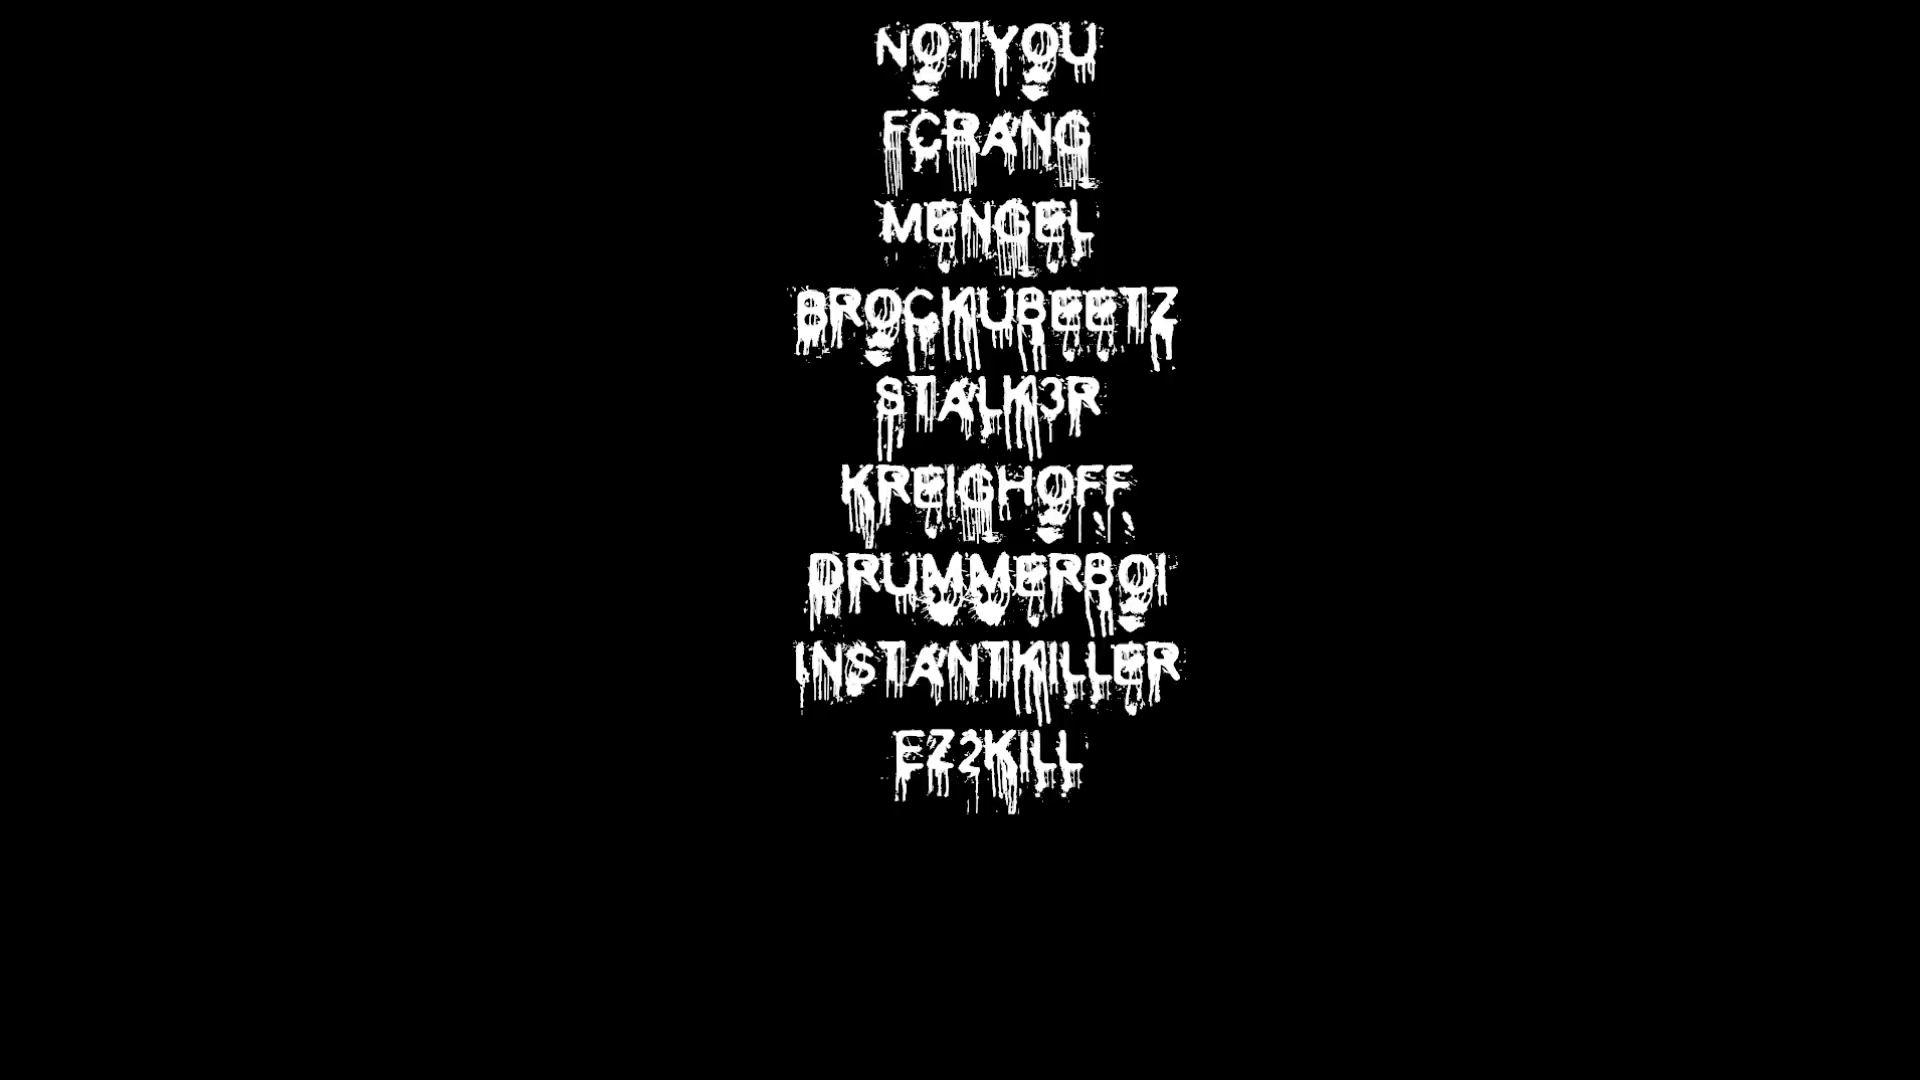 NOTYOU
FCRANG
MENGEL
BROCKUBEETZ
STALK3R
KREIGHOFF
DRUMMERBOI
INSTANTKILLER
EZ2KILL